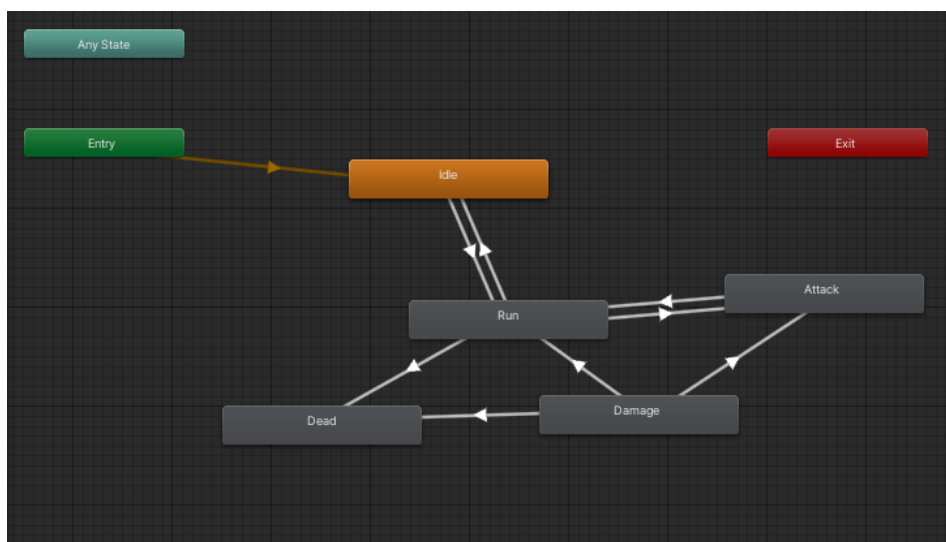 Any State
Entry
Exit
Idle
Attack
Run
Damage
Dead